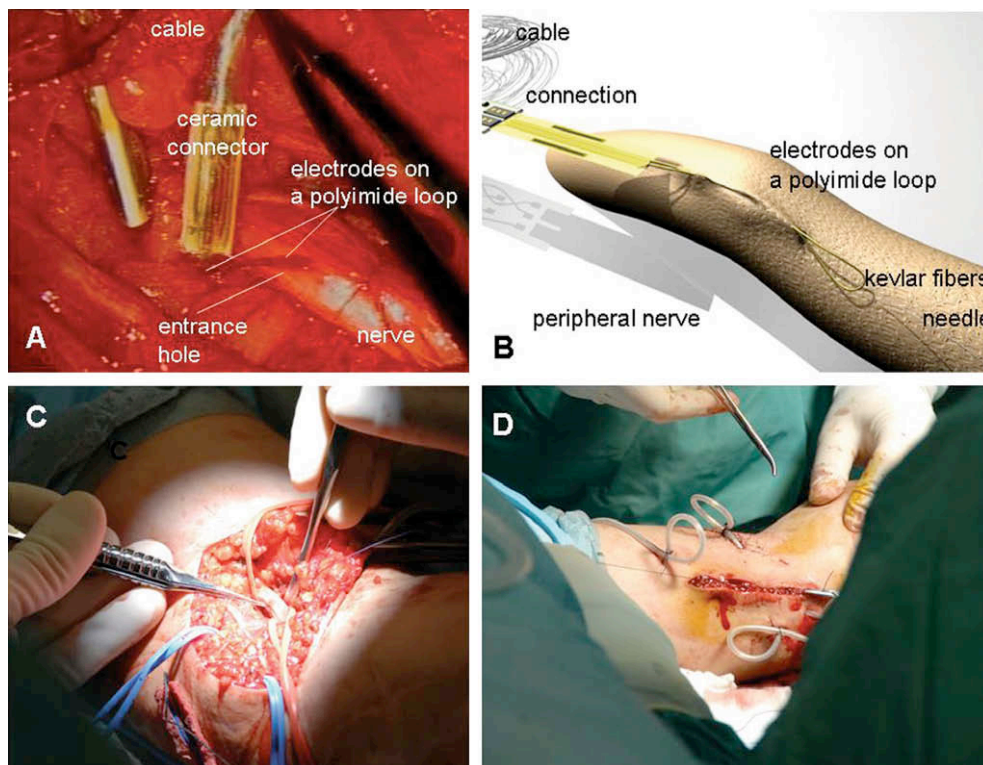 cable
ceramic
connector
electrodes on
a polyimide loop
entrance
hole
nerve
A
cable
connection
electrodes on
a polyimide loop
kevlar fibers
needle
peripheral nerve
B
C
C
D